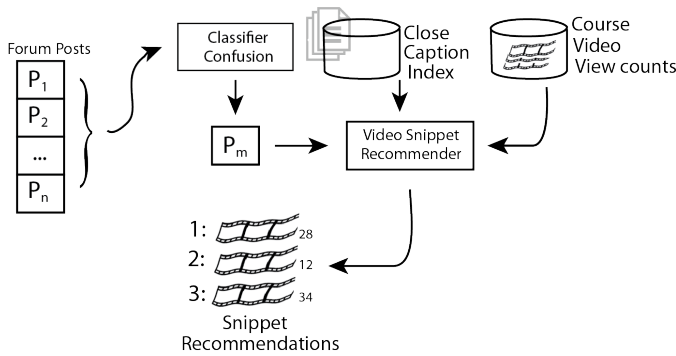 Forum Posts
P1
P2
...
Pn
Classifier
Confusion
Pm
Close
Caption
Index
Course
Video
View counts
Video Snippet
Recommender
1: 28
2: 12
3: 34
Snippet
Recommendations